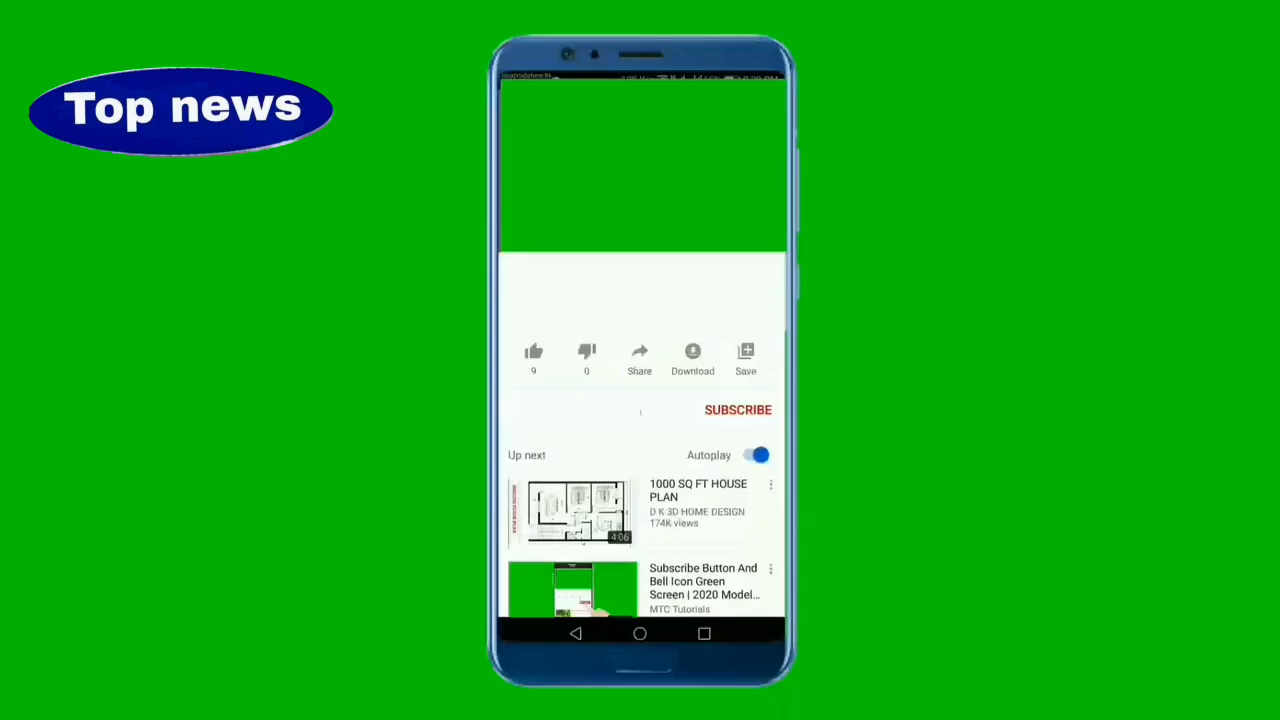 Top news
9
0
Share
Download
Save
SUBSCRIBE
Up next
Autoplay
1000 SQ FT HOUSE
PLAN
D K 3D HOME DESIGN
174K views
4:06
Subscribe Button And
Bell Icon Green
Screen | 2020 Model...
MTC Tutorials